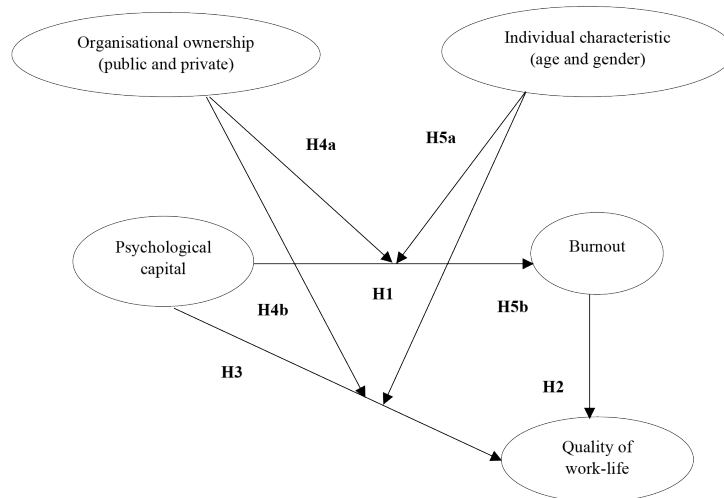 Organisational ownership
(public and private)
Individual characteristic
(age and gender)
H4a
H5a
Psychological
capital
Burnout
H1
H4b
H5b
H3
H2
Quality of
work-life